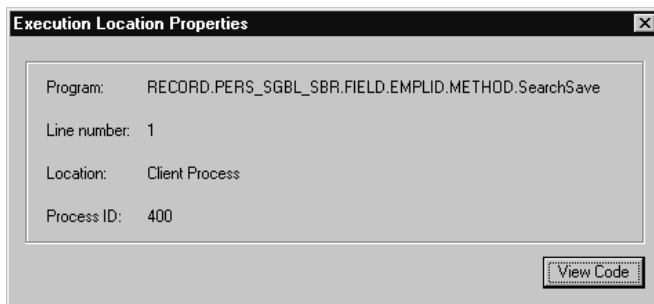 Execution Location Properties
Program: RECORD.PERS_SGBL_SBR.FIELD.EMPLID.METHOD.SearchSave
Line number: 1
Location: Client Process
Process ID: 400
View Code